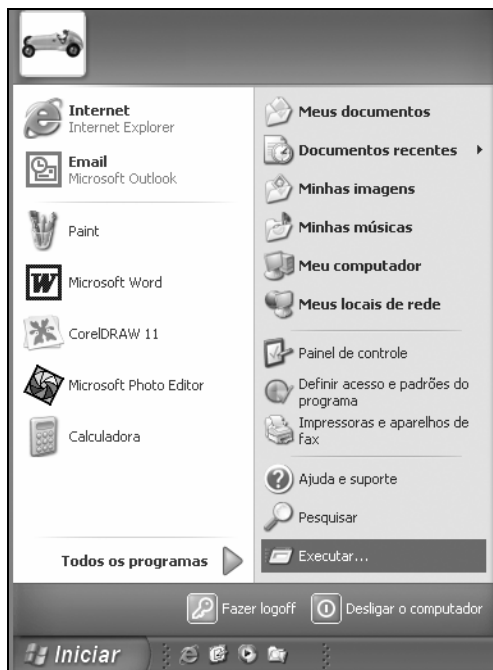 Internet
Internet Explorer
Email
Microsoft Outlook
Paint
W
Microsoft Word
CorelDRAW 11
Microsoft Photo Editor
Calculadora
Todos os programas
Meus documentos
Documentos recentes
Minhas imagens
Minhas músicas
Meu computador
Meus locais de rede
Painel de controle
Definir acesso e padrões do
programa
Impressoras e aparelhos de
fax
Ajuda e suporte
Pesquisar
Executar...
Fazer logoff
Desligar o computador
Iniciar